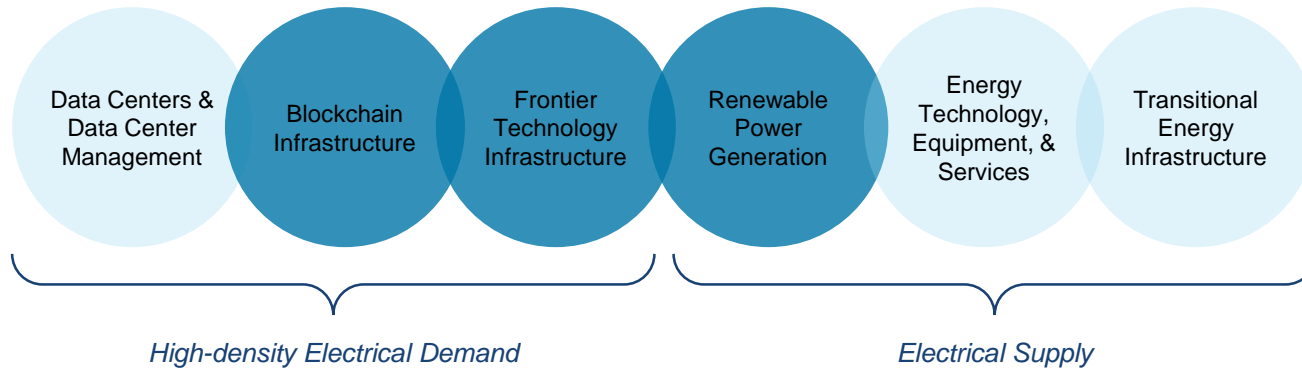 Data Centers &
Data Center
Management
Blockchain
Infrastructure
Frontier
Technology
Infrastructure
Renewable
Power
Generation
Energy
Technology,
Equipment, &
Services
Transitional
Energy
Infrastructure
High-density Electrical Demand
Electrical Supply